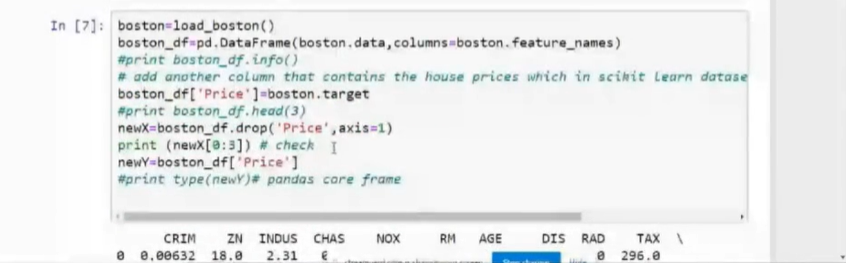 In [7]: boston=load_boston()
boston_df=pd.DataFrame(boston.data,columns=boston.feature_names)
#print boston_df.info()
# add another column that contains the house prices which in scikit learn datase
boston_df['Price']=boston.target
#print boston_df.head(3)
newX=boston_df.drop('Price',axis=1)
print (newX[0:3]) # check
newY=boston_df['Price']
#print type(newY)# pandas core frame
CRIM ZN INDUS CHAS NOX RM AGE DIS RAD TAX \
0 0.00632 18.0 2.31 0 296.0